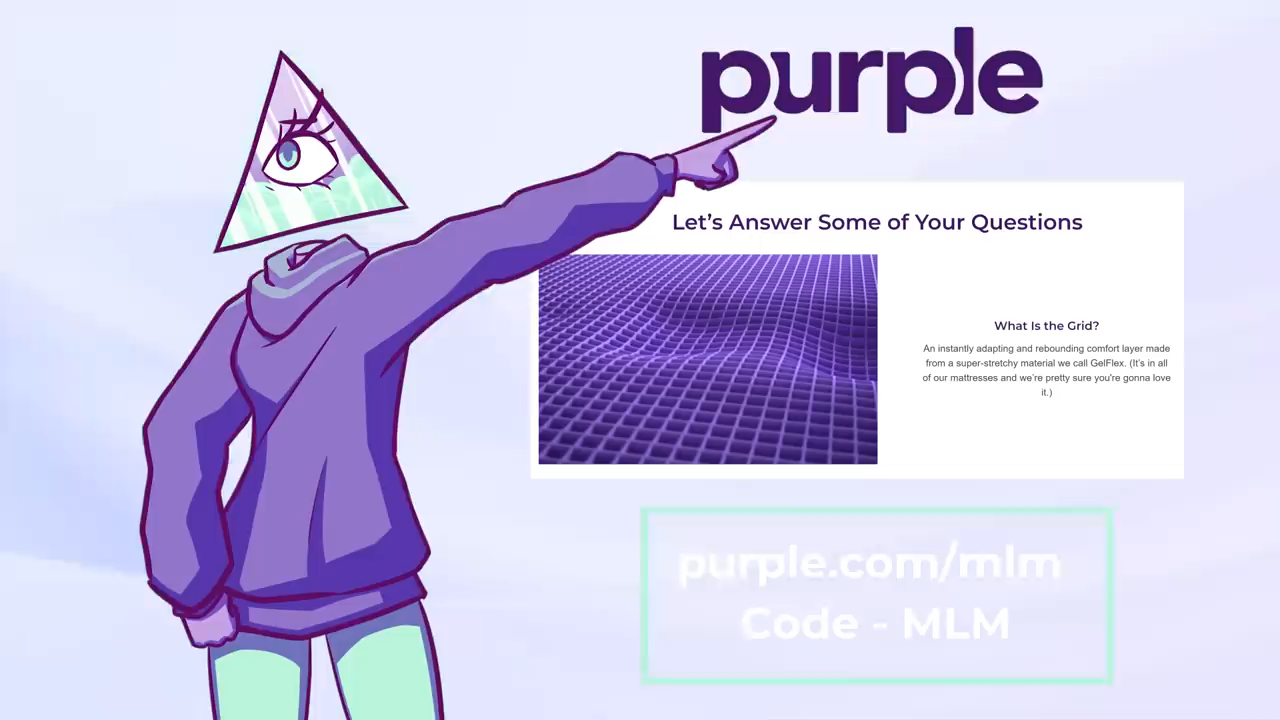 purple
Let's Answer Some of Your Questions
What Is the Grid?
An instantly adapting and rebounding comfort layer made
from a super-stretchy material we call GelFlex. (It's in all
of our mattresses and we're pretty sure you're gonna love
it.)
purple.com/mlm
Code - MLM